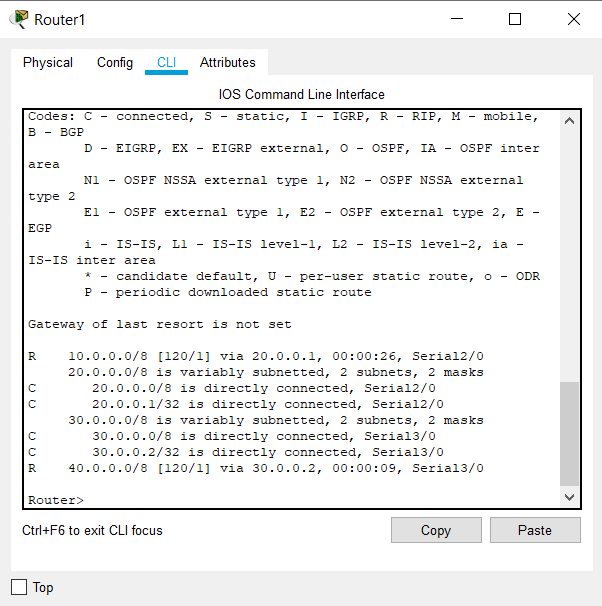 Router1
Physical Config CLI Attributes
IOS Command Line Interface
Codes: C - connected, S - static, I - IGRP, R - RIP, M - mobile,
B - BGP
       D - EIGRP, EX - EIGRP external, O - OSPF, IA - OSPF inter
area
       N1 - OSPF NSSA external type 1, N2 - OSPF NSSA external
type 2
       E1 - OSPF external type 1, E2 - OSPF external type 2, E -
EGP
       i - IS-IS, L1 - IS-IS level-1, L2 - IS-IS level-2, ia -
IS-IS inter area
       * - candidate default, U - per-user static route, o - ODR
       P - periodic downloaded static route
Gateway of last resort is not set
R    10.0.0.0/8 [120/1] via 20.0.0.1, 00:00:26, Serial2/0
     20.0.0.0/8 is variably subnetted, 2 subnets, 2 masks
C       20.0.0.0/8 is directly connected, Serial2/0
C       20.0.0.1/32 is directly connected, Serial2/0
     30.0.0.0/8 is variably subnetted, 2 subnets, 2 masks
C       30.0.0.0/8 is directly connected, Serial3/0
C       30.0.0.2/32 is directly connected, Serial3/0
R    40.0.0.0/8 [120/1] via 30.0.0.2, 00:00:09, Serial3/0
Router>
Ctrl+F6 to exit CLI focus
Copy Paste
Top